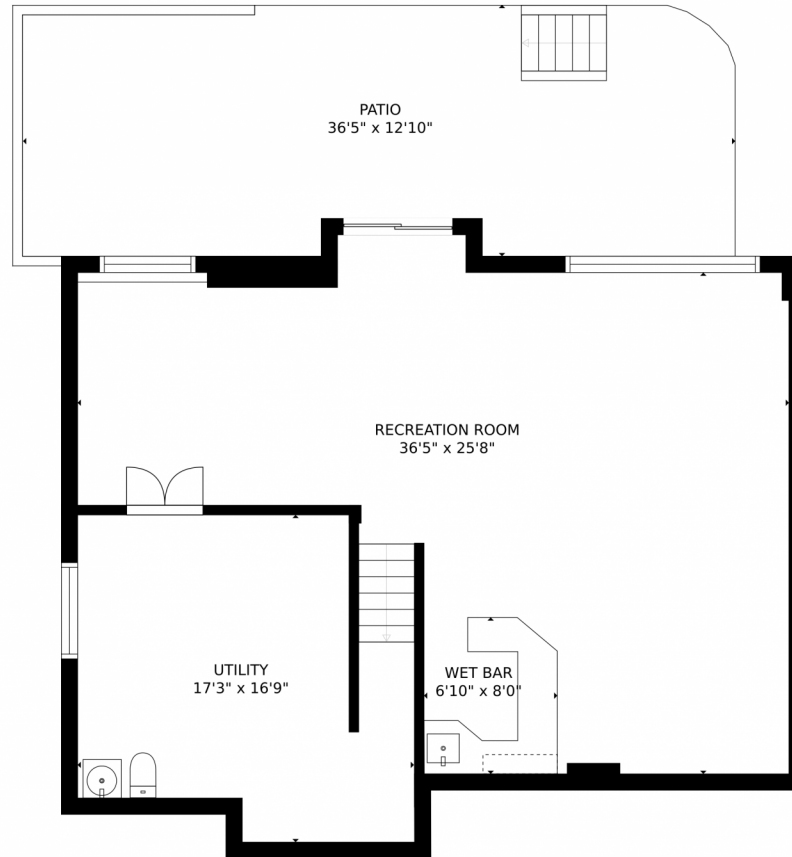 PATIO
36'5" x 12'10"
RECREATION ROOM
36'5" x 25'8"
UTILITY
17'3" x 16'9"
WET BAR
6'10" x 8'0"